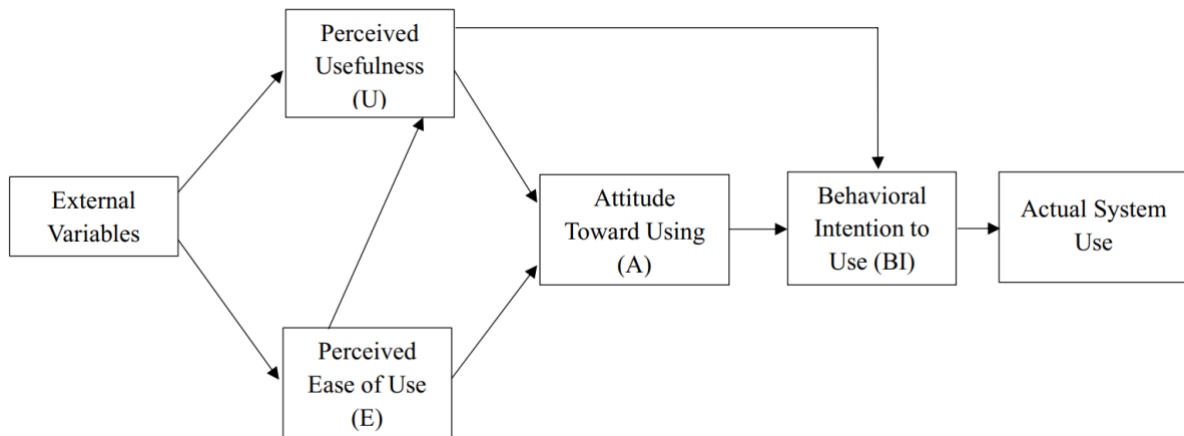 Perceived
Usefulness
(U)
External
Variables
Perceived
Ease of Use
(E)
Attitude
Toward Using
(A)
Behavioral
Intention to
Use (BI)
Actual System
Use